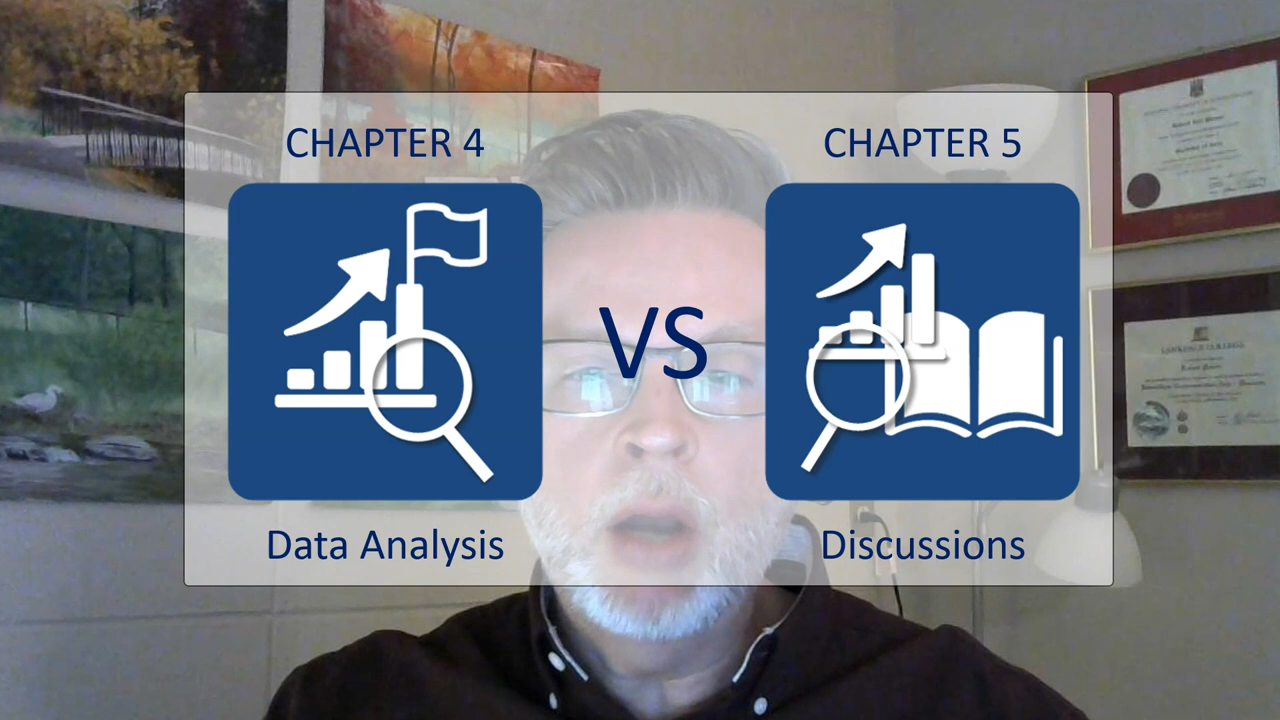 CHAPTER 4
CHAPTER 5
VS
Data Analysis
Discussions